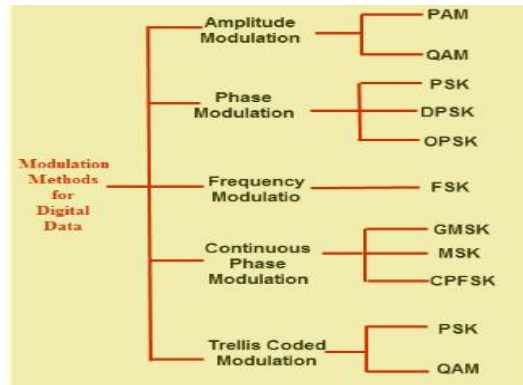 Modulation
Methods
for
Digital
Data
Amplitude
Modulation
PAM
QAM
Phase
Modulation
PSK
DPSK
OPSK
Frequency
Modulatio
FSK
Continuous
Phase
Modulation
GMSK
MSK
CPFSK
Trellis Coded
Modulation
PSK
QAM